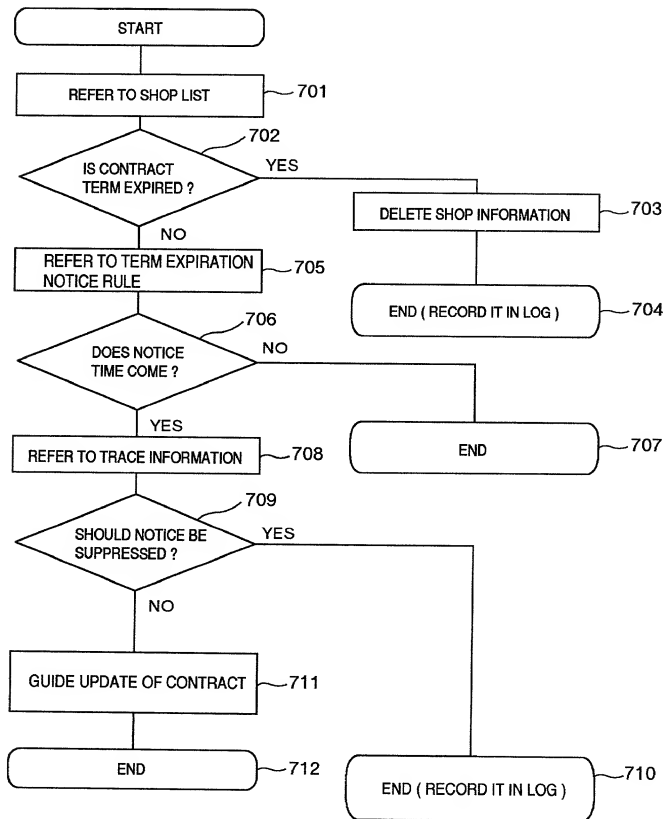 START
REFER TO SHOP LIST
701
702
IS CONTRACT
TERM EXPIRED ?
YES
DELETE SHOP INFORMATION
703
NO
REFER TO TERM EXPIRATION
NOTICE RULE
705
END ( RECORD IT IN LOG )
704
706
DOES NOTICE
TIME COME ?
NO
YES
END
707
REFER TO TRACE INFORMATION
708
709
SHOULD NOTICE BE
SUPPRESSED ?
YES
NO
GUIDE UPDATE OF CONTRACT
711
END
712
END ( RECORD IT IN LOG )
710